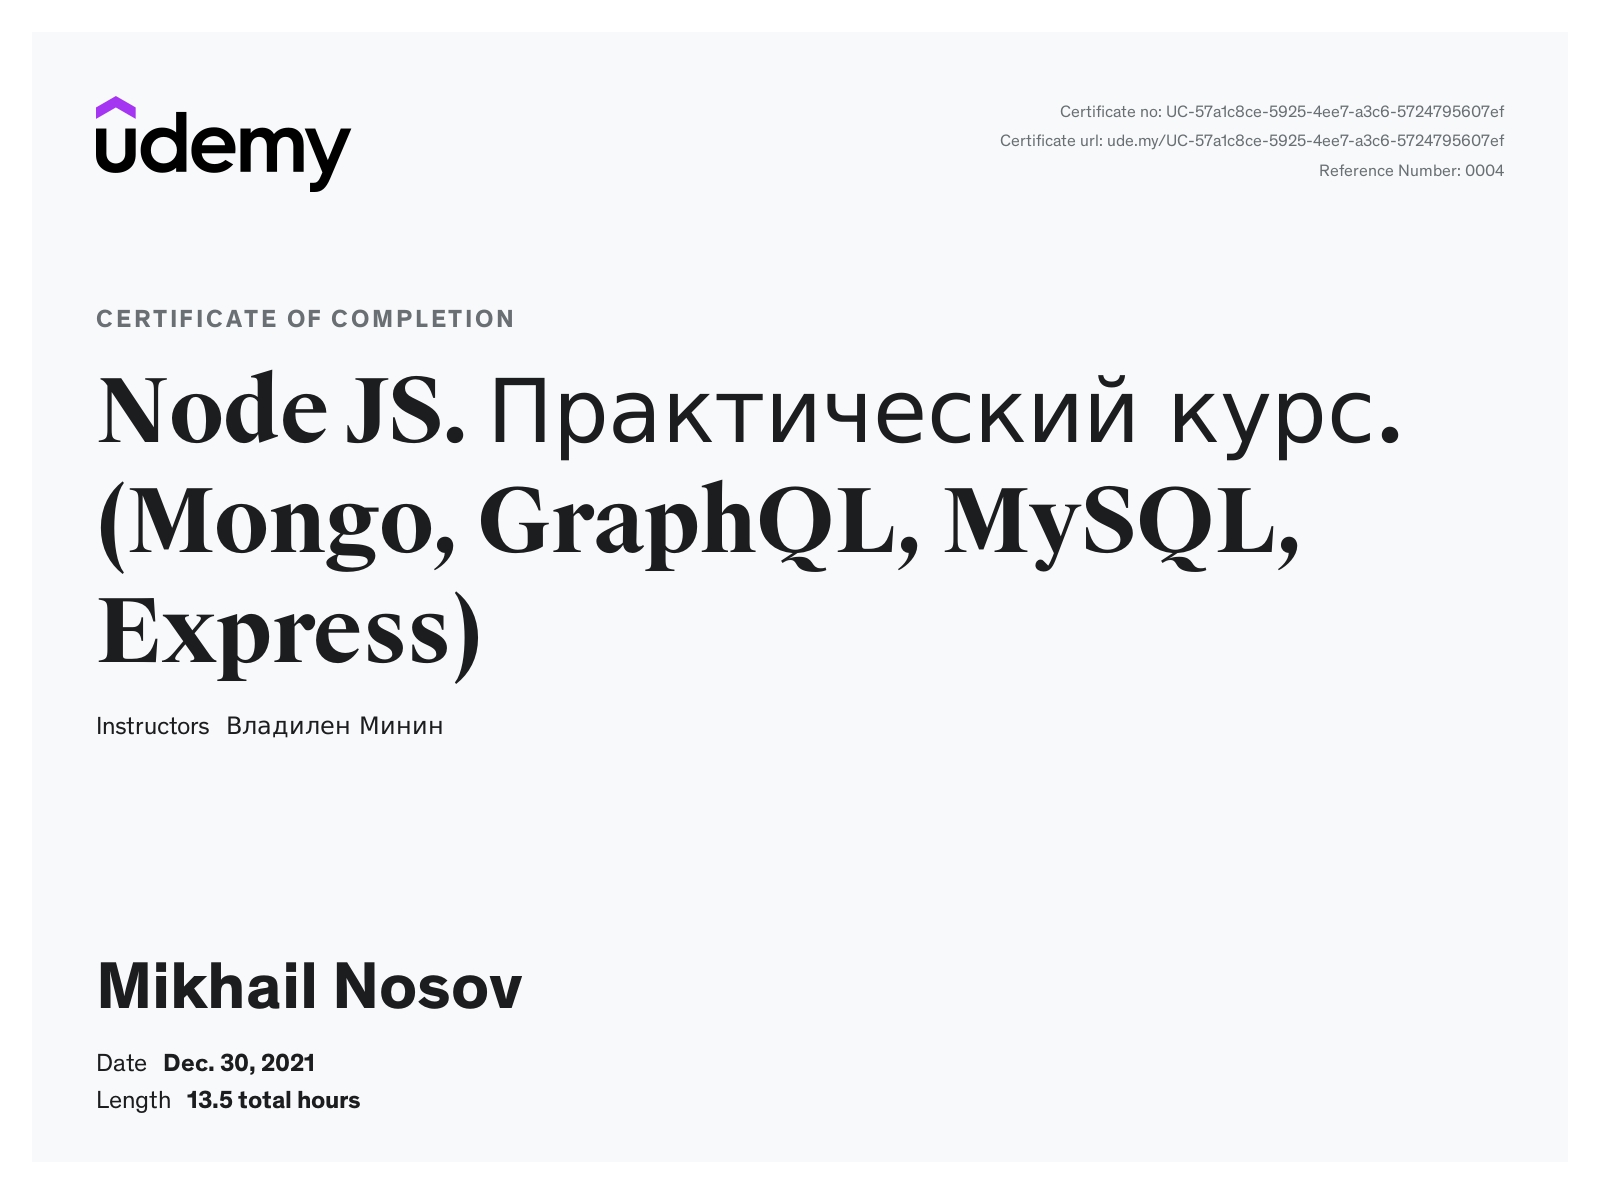 udemy
Certificate no: UC-57a1c8ce-5925-4ee7-a3c6-5724795607ef
Certificate url: ude.my/UC-57a1c8ce-5925-4ee7-a3c6-5724795607ef
Reference Number: 0004
CERTIFICATE OF COMPLETION
Node JS. Практический курс.
(Mongo, GraphQL, MySQL,
Express)
Instructors Владилен Минин
Mikhail Nosov
Date Dec. 30, 2021
Length 13.5 total hours